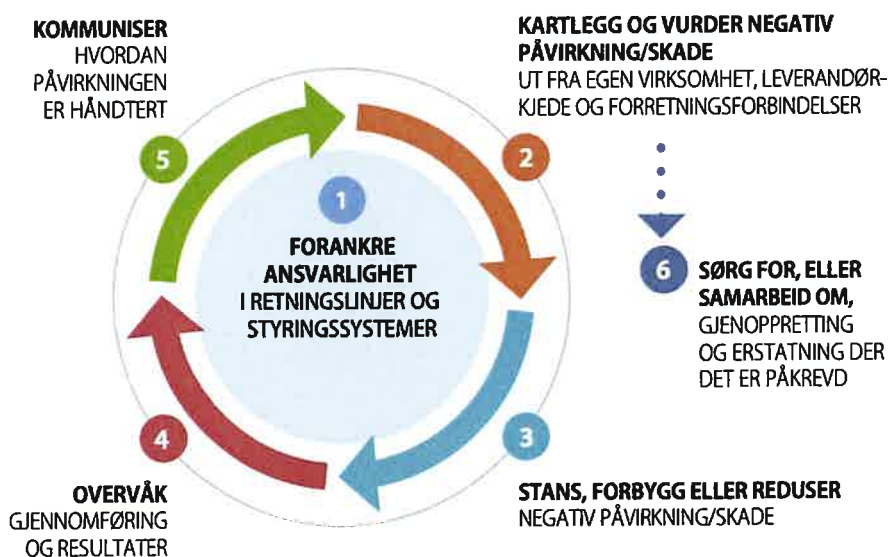 1
FORANKRE
ANSVARLIGHET
I RETNINGSLINJER OG
STYRINGSSYSTEMER
2
KARTLEGG OG VURDER NEGATIV
PÅVIRKNING/SKADE
UT FRA EGEN VIRKSOMHET, LEVERANDØR-
KJEDE OG FORRETNINGSFORBINDELSER
3
STANS, FORBYGG ELLER REDUSER
NEGATIV PÅVIRKNING/SKADE
4
OVERVÅK
GJENNOMFØRING
OG RESULTATER
5
KOMMUNISER
HVORDAN
PÅVIRKNINGEN
ER HÅNDTERT
6
SØRG FOR, ELLER
SAMARBEID OM,
GJENOPPRETTING
OG ERSTATNING DER
DET ER PÅKREVD